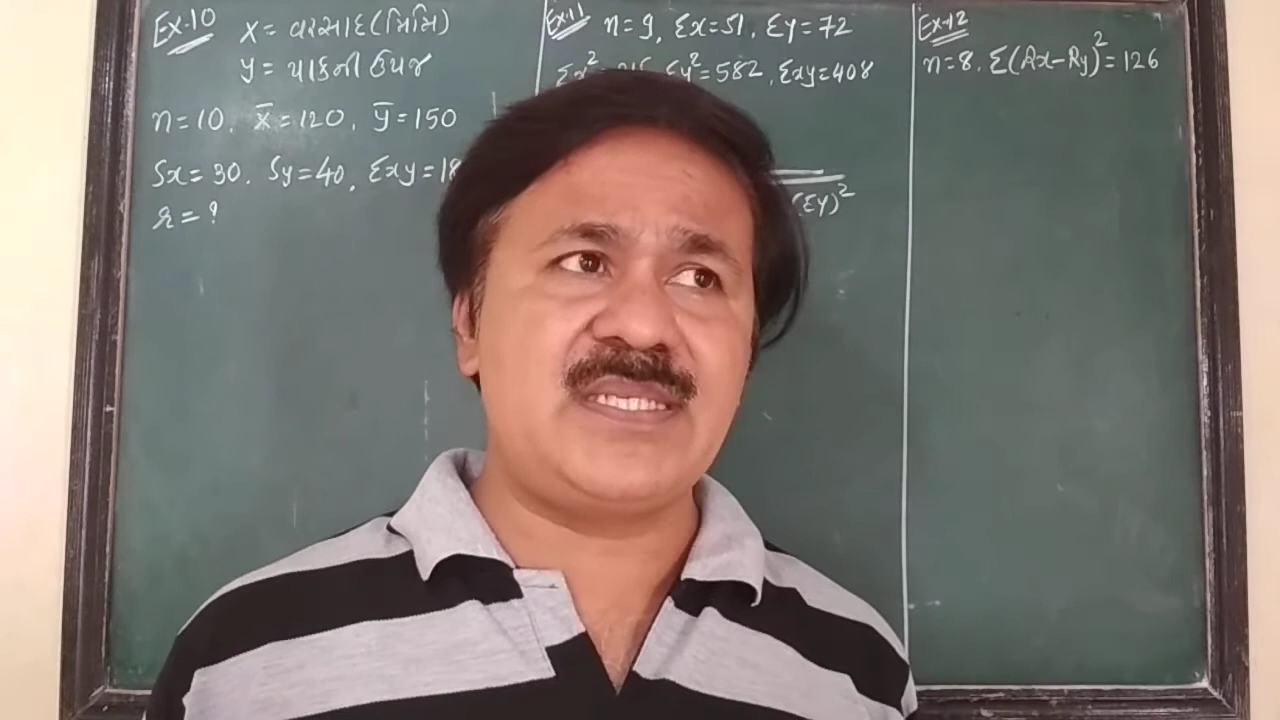 Ex-10 x = વરસાદ (મિમિ)
y = પાકની ઉપજ
n=10, x̄=120, ȳ=150
Sx=30, Sy=40, Σxy=18
r = ?
Ex-11 n=9, Σx=51, Σy=72
Σy²=582, Σxy=408
(Σy)²
Ex-12
n=8, Σ(Rx-Ry)²=126